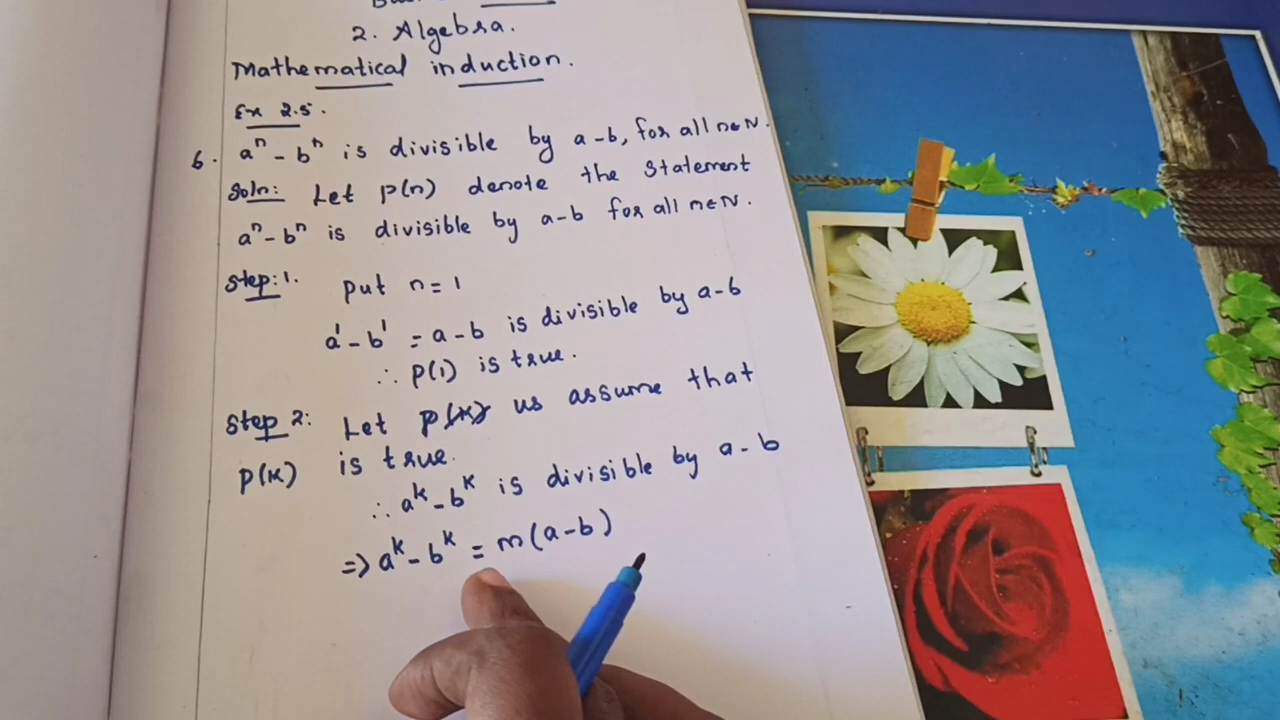 2. Algebra.
Mathematical induction.
Ex 2.5.
6. aⁿ - bⁿ is divisible by a-b, for all n∈N.
Soln: Let p(n) denote the statement
aⁿ - bⁿ is divisible by a-b for all n∈N.
Step:1. put n=1
a¹ - b¹ = a-b is divisible by a-b
∴ p(1) is true.
Step 2: Let us assume that
p(k) is true.
∴ aᵏ - bᵏ is divisible by a-b
=> aᵏ - bᵏ = m(a-b)